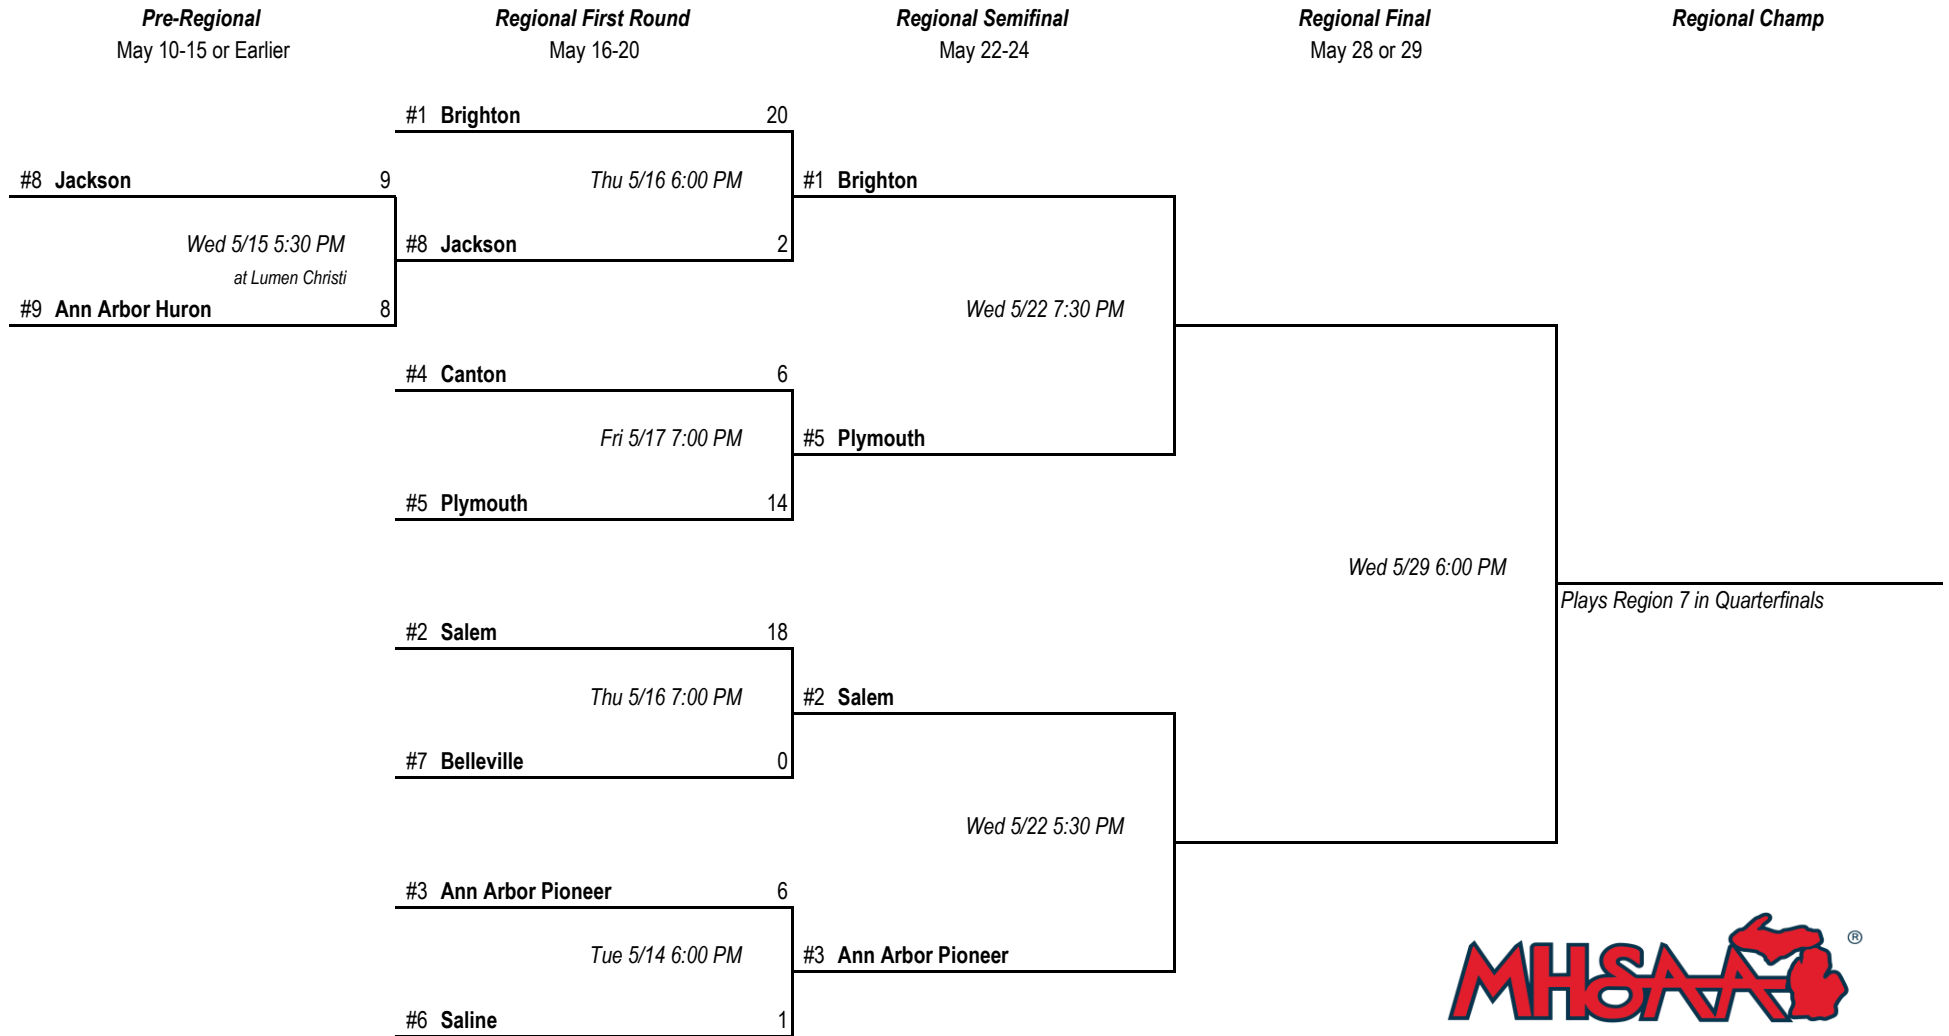 Pre-Regional Regional First Round Regional Semifinal Regional Final Regional Champ
May 10-15 or Earlier May 16-20 May 22-24 May 28 or 29
#1 Brighton 20
#8 Jackson 9 Thu 5/16 6:00 PM #1 Brighton
Wed 5/15 5:30 PM #8 Jackson 2
at Lumen Christi
#9 Ann Arbor Huron 8 Wed 5/22 7:30 PM
#4 Canton 6
Fri 5/17 7:00 PM #5 Plymouth
#5 Plymouth 14
Wed 5/29 6:00 PM
Plays Region 7 in Quarterfinals
#2 Salem 18
Thu 5/16 7:00 PM #2 Salem
#7 Belleville 0
Wed 5/22 5:30 PM
#3 Ann Arbor Pioneer 6
Tue 5/14 6:00 PM #3 Ann Arbor Pioneer
MHSAA ®
#6 Saline 1